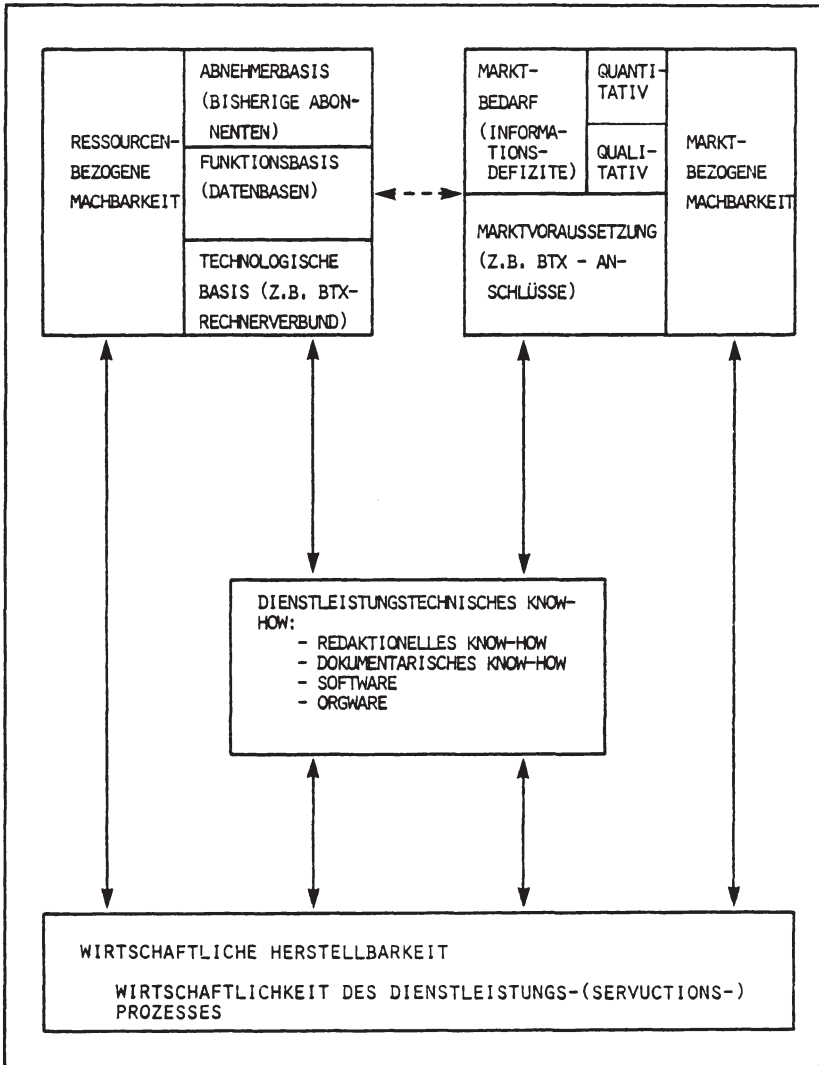 RESSOURCEN-
BEZOGENE
MACHBARKEIT
ABNEHMERBASIS
(BISHERIGE ABON-
NENTEN)
FUNKTIONSBASIS
(DATENBASEN)
TECHNOLOGISCHE
BASIS (Z.B. BTX-
RECHNERVERBUND)
MARKT-
BEDARF
(INFORMA-
TIONS-
DEFIZITE)
QUANTI-
TATIV
QUALI-
TATIV
MARKTVORAUSSETZUNG
(Z.B. BTX - AN-
SCHLÜSSE)
MARKT-
BEZOGENE
MACHBARKEIT
DIENSTLEISTUNGSTECHNISCHES KNOW-
HOW:
- REDAKTIONELLES KNOW-HOW
- DOKUMENTARISCHES KNOW-HOW
- SOFTWARE
- ORGWARE
WIRTSCHAFTLICHE HERSTELLBARKEIT
WIRTSCHAFTLICHKEIT DES DIENSTLEISTUNGS-(SERVUCTIONS-)
PROZESSES